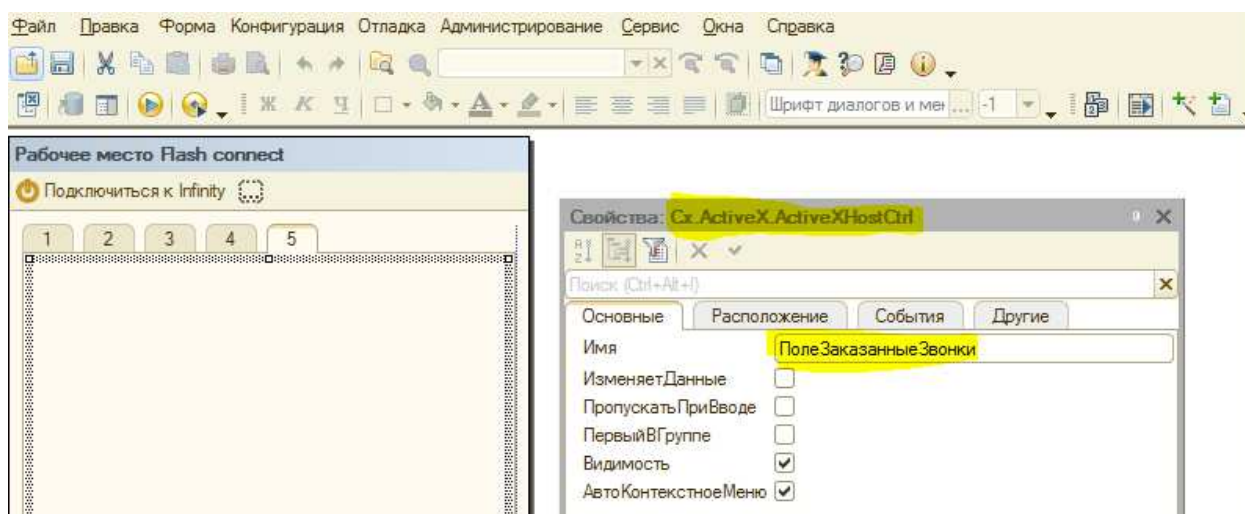 Файл Правка Форма Конфигурация Отладка Администрирование Сервис Окна Справка
Ж К Ч А Шрифт диалогов и мен ... -1
Рабочее место Flash connect
Подключиться к Infinity
1 2 3 4 5
Свойства: Cx.ActiveX.ActiveXHostCtrl
Поиск (Ctrl+Alt+I)
Основные Расположение События Другие
Имя ПолеЗаказанныеЗвонки
ИзменяетДанные
ПропускатьПриВводе
ПервыйВГруппе
Видимость
АвтоКонтекстноеМеню